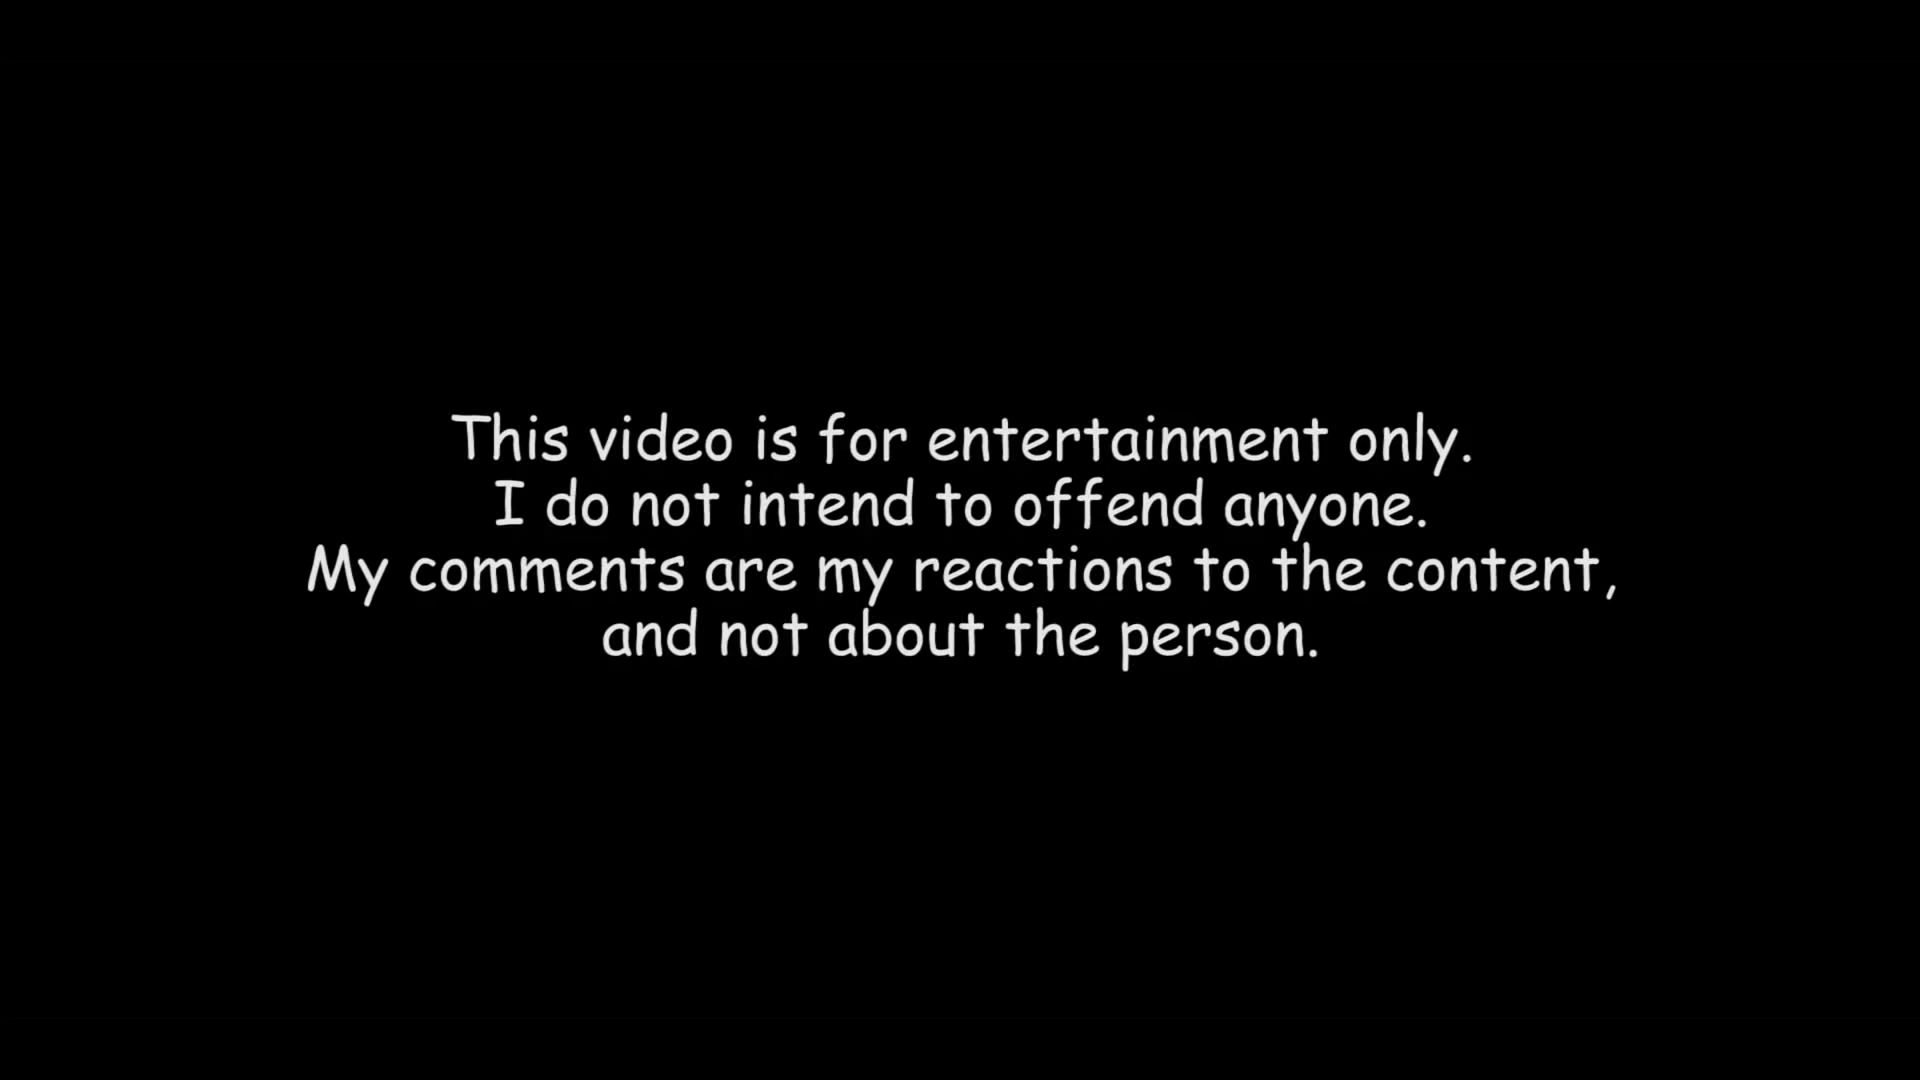 This video is for entertainment only.
I do not intend to offend anyone.
My comments are my reactions to the content,
and not about the person.